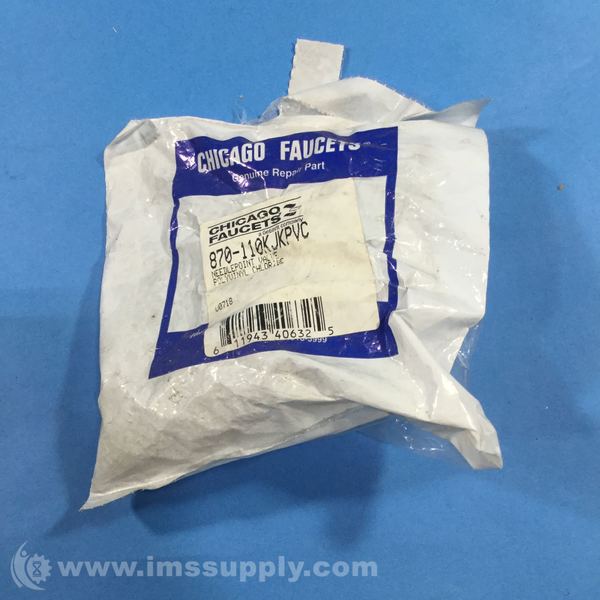 CHICAGO FAUCETS
Genuine Repair Part
CHICAGO
FAUCETS
870-110KJKPVC
NEEDLEPOINT VALVE
POLYVINYL CHLORIDE
00718
6 11943 40632 5
www.imssupply.com